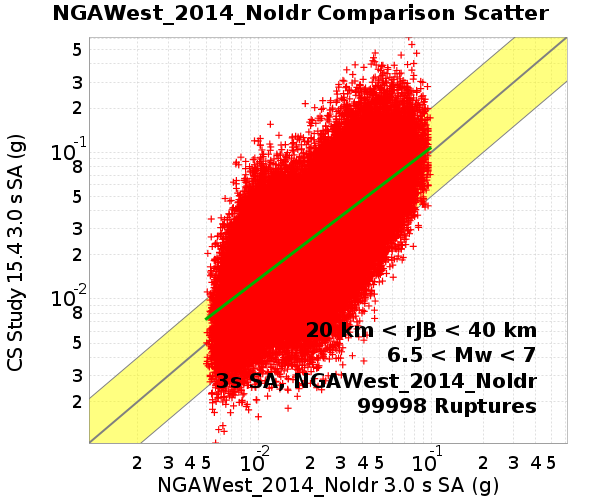 NGAWest_2014_NoIdr Comparison Scatter
CS Study 15.4 3.0 s SA (g)
5
3
2
10-1
8
5
3
2
10-2
8
5
3
2
20 km < rJB < 40 km
6.5 < Mw < 7
3s SA, NGAWest_2014_NoIdr
99998 Ruptures
2 3 4 5 10-2 2 3 4 5 10-1 2 3 4 5
NGAWest_2014_NoIdr 3.0 s SA (g)